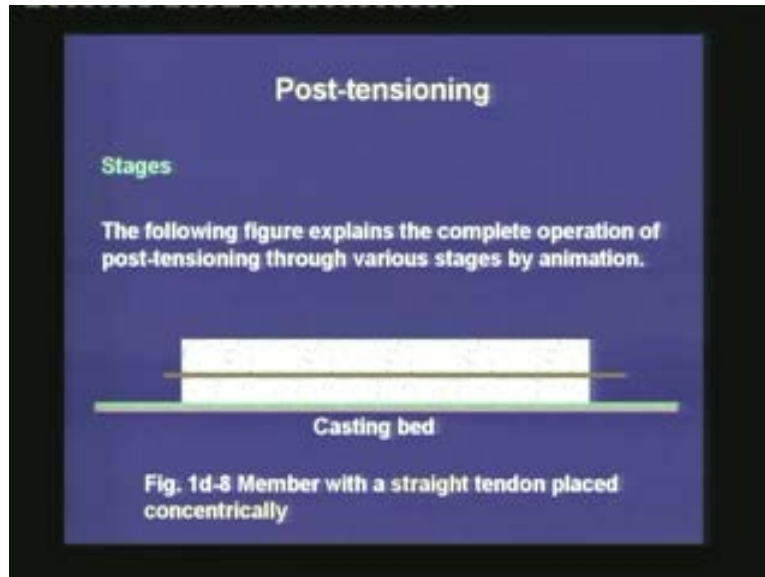 Post-tensioning
Stages
The following figure explains the complete operation of
post-tensioning through various stages by animation.
Casting bed
Fig. 1d-8 Member with a straight tendon placed
concentrically